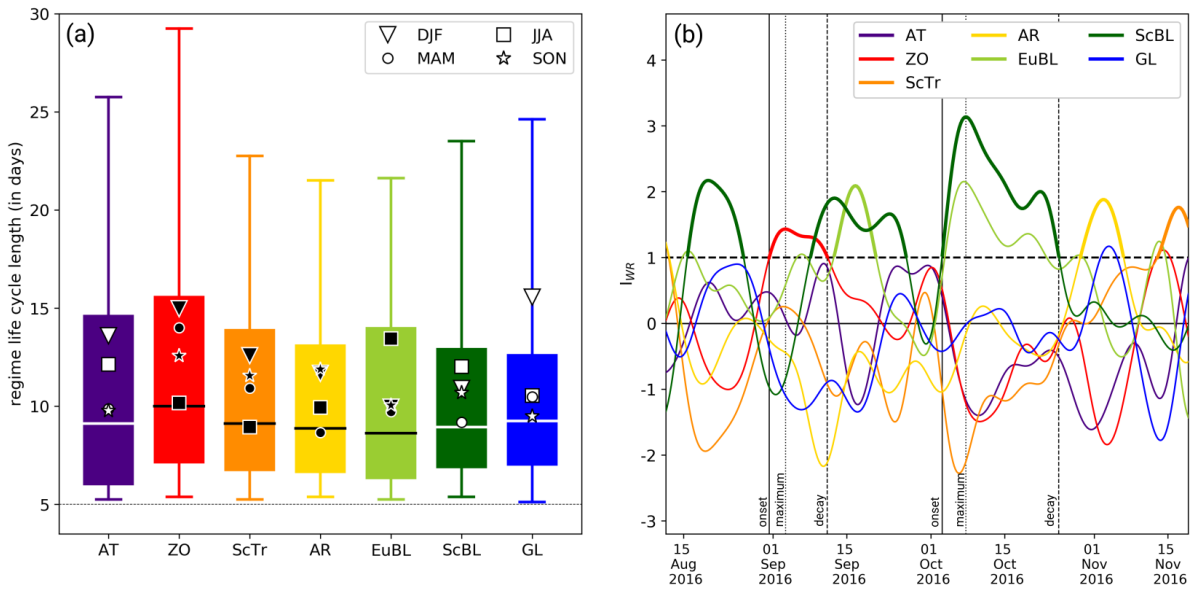 (a)
DJF
JJA
MAM
SON
regime life cycle length (in days)
30
25
20
15
10
5
AT
ZO
ScTr
AR
EuBL
ScBL
GL
(b)
AT
AR
ScBL
ZO
EuBL
GL
ScTr
I_WR
4
3
2
1
0
-1
-2
-3
onset
maximum
decay
onset
maximum
decay
15
Aug
2016
01
Sep
2016
15
Sep
2016
01
Oct
2016
15
Oct
2016
01
Nov
2016
15
Nov
2016